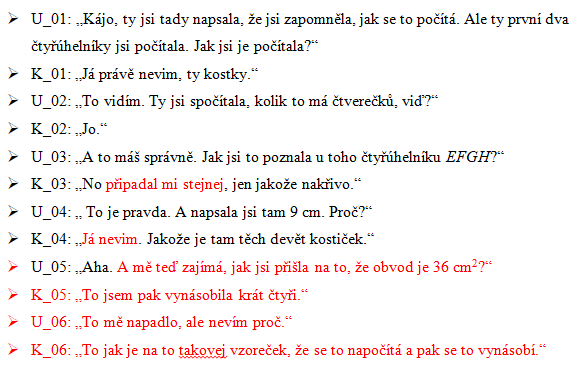 ➢ U_01: „Kájo, ty jsi tady napsala, že jsi zapomněla, jak se to počítá. Ale ty první dva
čtyřúhelníky jsi počítala. Jak jsi je počítala?“
➢ K_01: „Já právě nevim, ty kostky.“
➢ U_02: „To vidím. Ty jsi spočítala, kolik to má čtverečků, viď?“
➢ K_02: „Jo.“
➢ U_03: „A to máš správně. Jak jsi to poznala u toho čtyřúhelníku EFGH?“
➢ K_03: „No připadal mi stejnej, jen jakože nakřivo.“
➢ U_04: „ To je pravda. A napsala jsi tam 9 cm. Proč?“
➢ K_04: „Já nevim. Jakože je tam těch devět kostiček.“
➢ U_05: „Aha. A mě teď zajímá, jak jsi přišla na to, že obvod je 36 cm²?“
➢ K_05: „To jsem pak vynásobila krát čtyři.“
➢ U_06: „To mě napadlo, ale nevím proč.“
➢ K_06: „To jak je na to takovej vzoreček, že se to napočítá a pak se to vynásobí.“